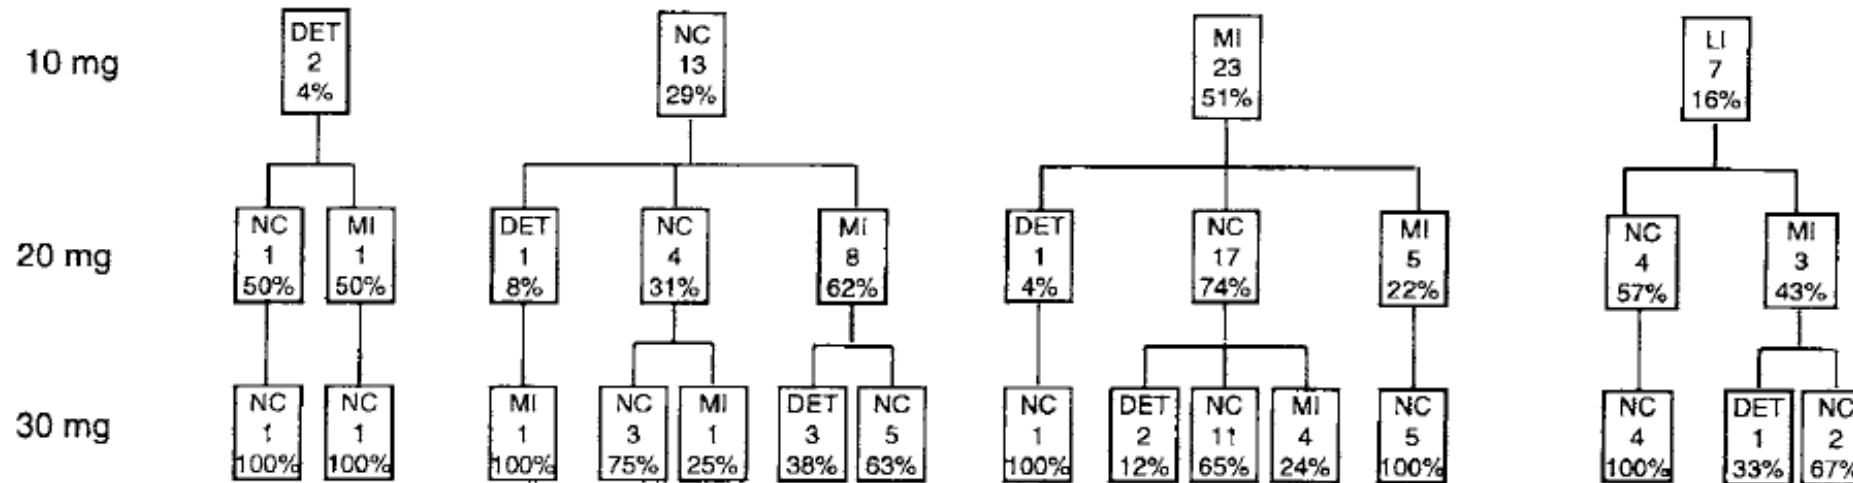 10 mg
DET
2
4%
NC
13
29%
MI
23
51%
LI
7
16%
20 mg
NC
1
50%
MI
1
50%
DET
1
8%
NC
4
31%
MI
8
62%
DET
1
4%
NC
17
74%
MI
5
22%
NC
4
57%
MI
3
43%
30 mg
NC
1
100%
NC
1
100%
MI
1
100%
NC
3
75%
MI
1
25%
DET
3
38%
NC
5
63%
NC
1
100%
DET
2
12%
NC
11
65%
MI
4
24%
NC
5
100%
NC
4
100%
DET
1
33%
NC
2
67%